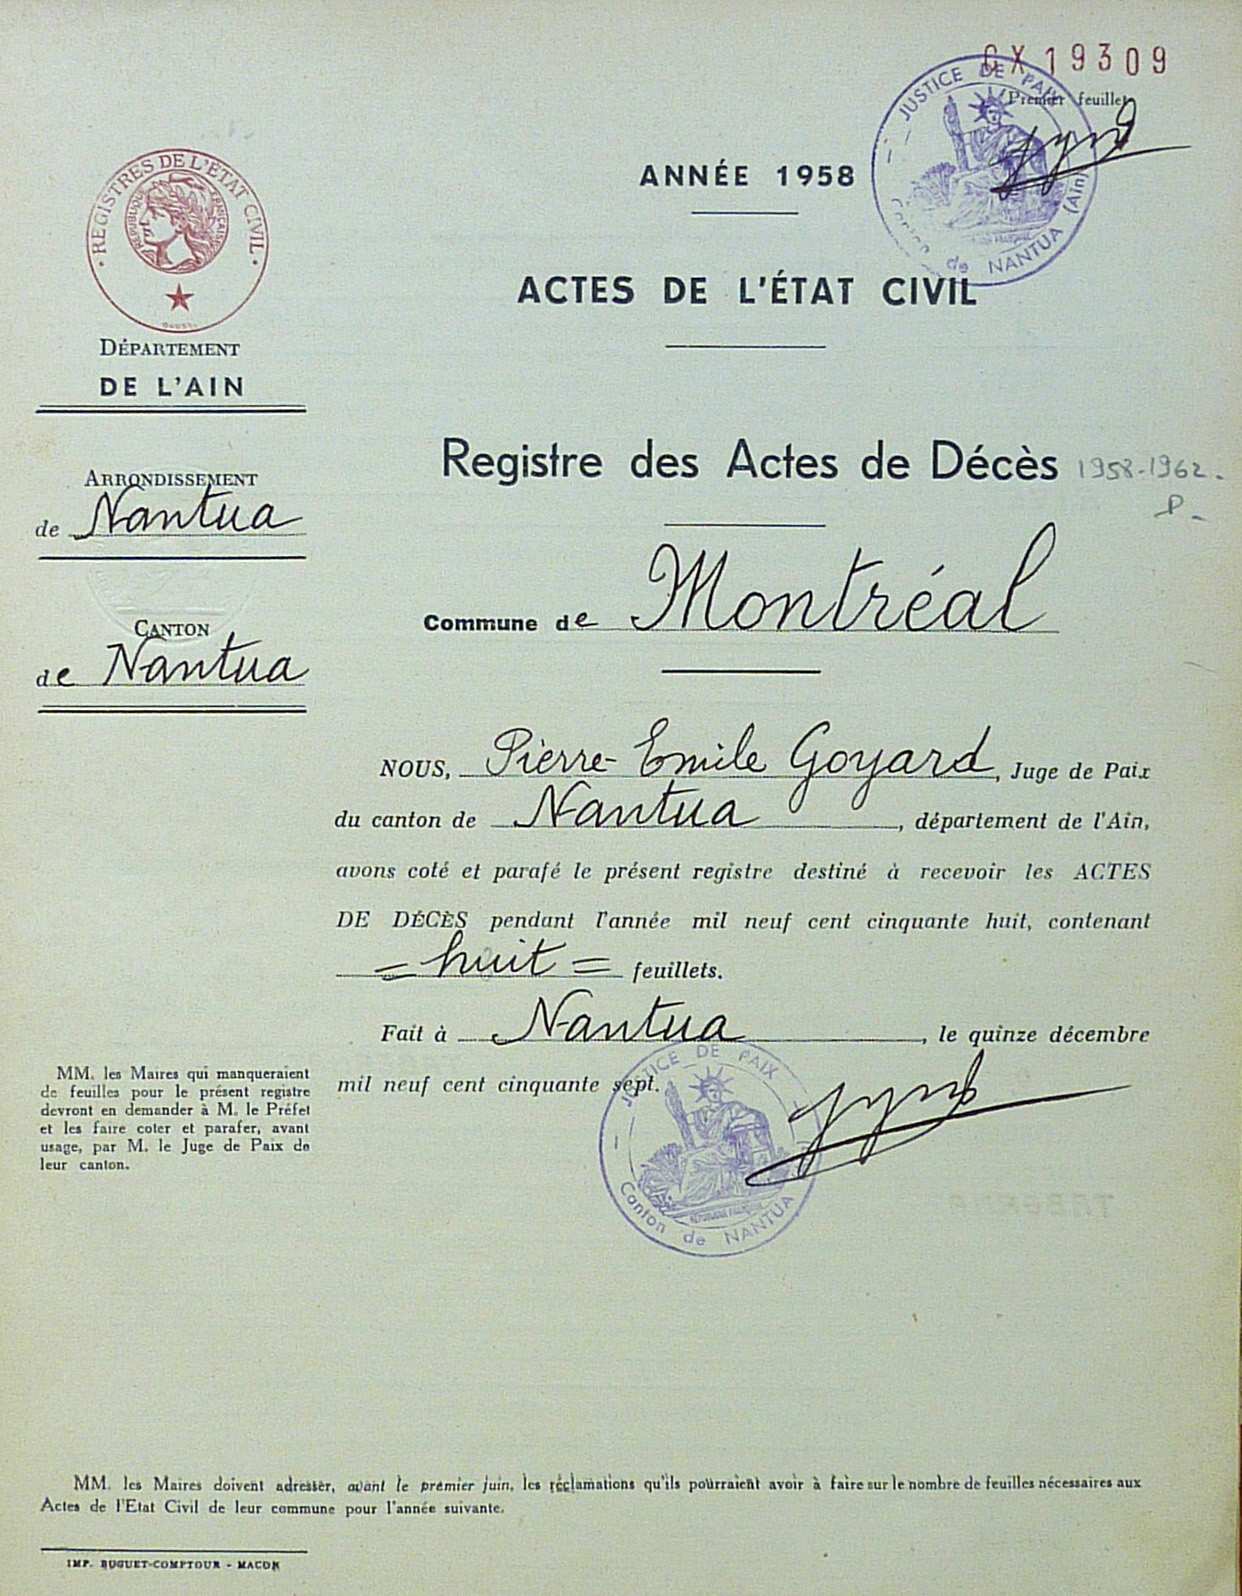 CX 19309
Premier feuillet
JUSTICE DE PAIX
Canton de NANTUA (Ain)
ANNÉE 1958
REGISTRES DE L'ÉTAT CIVIL
RÉPUBLIQUE FRANÇAISE
ACTES DE L'ÉTAT CIVIL
DÉPARTEMENT
DE L'AIN
Registre des Actes de Décès 1958-1962.
ARRONDISSEMENT
de Nantua
Commune de Montréal
CANTON
de Nantua
NOUS, Pierre-Emile Goyard, Juge de Paix
du canton de Nantua, département de l'Ain,
avons coté et parafé le présent registre destiné à recevoir les ACTES
DE DÉCÈS pendant l'année mil neuf cent cinquante huit, contenant
= huit = feuillets.
Fait à Nantua, le quinze décembre
mil neuf cent cinquante sept.
JUSTICE DE PAIX
RÉPUBLIQUE FRANÇAISE
Canton de NANTUA
MM. les Maires qui manqueraient
de feuilles pour le présent registre
devront en demander à M. le Préfet
et les faire coter et parafer, avant
usage, par M. le Juge de Paix de
leur canton.
MM. les Maires doivent adresser, avant le premier juin, les réclamations qu'ils pourraient avoir à faire sur le nombre de feuilles nécessaires aux
Actes de l'Etat Civil de leur commune pour l'année suivante.
IMP. BUGUET-COMPTOUR - MACON